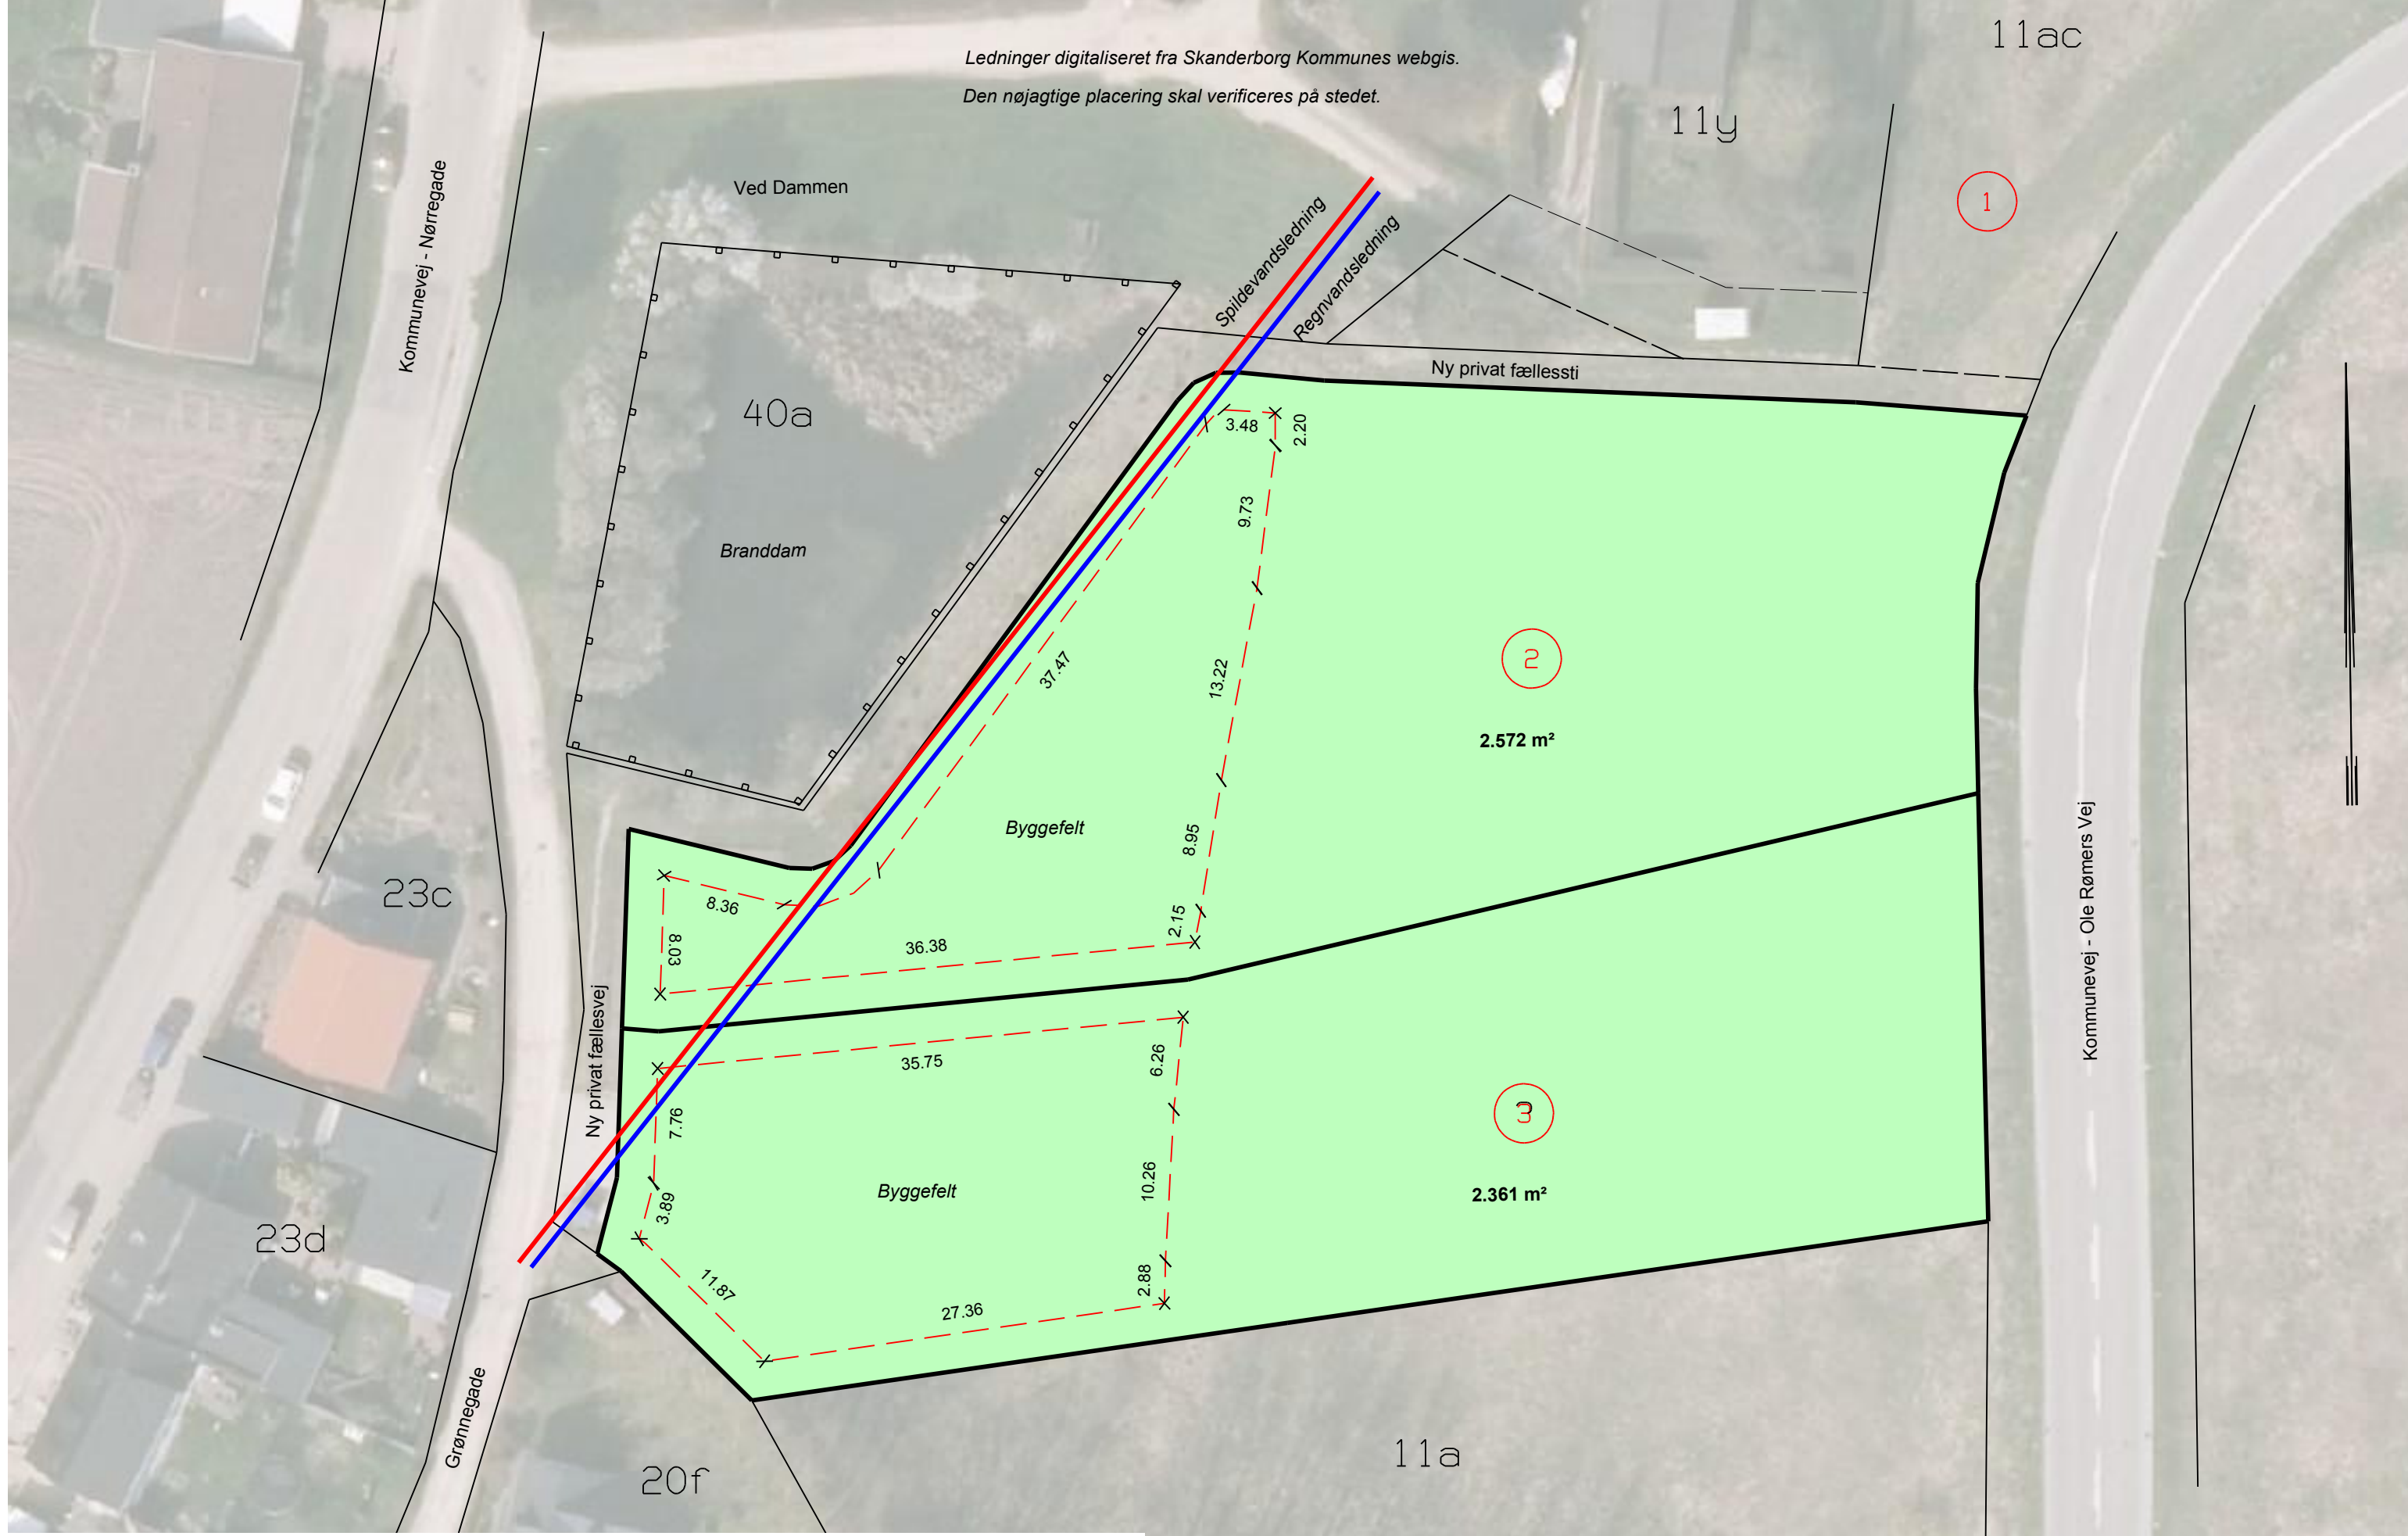 11ac
Ledninger digitaliseret fra Skanderborg Kommunes webgis.
Den nøjagtige placering skal verificeres på stedet.
11y
Ved Dammen
1
Kommunevej - Nørregade
Spildevandsledning
Regnvandsledning
Ny privat fællessti
40a
3.48
2.20
9.73
Branddam
37.47
13.22
2
2.572 m²
Byggefelt
8.95
Kommunevej - Ole Rømers Vej
23c
8.36
2.15
8.03
36.38
Ny privat fællesvej
35.75
6.26
7.76
3
10.26
Byggefelt
2.361 m²
3.89
23d
11.87
2.88
27.36
Grønnegade
11a
20f